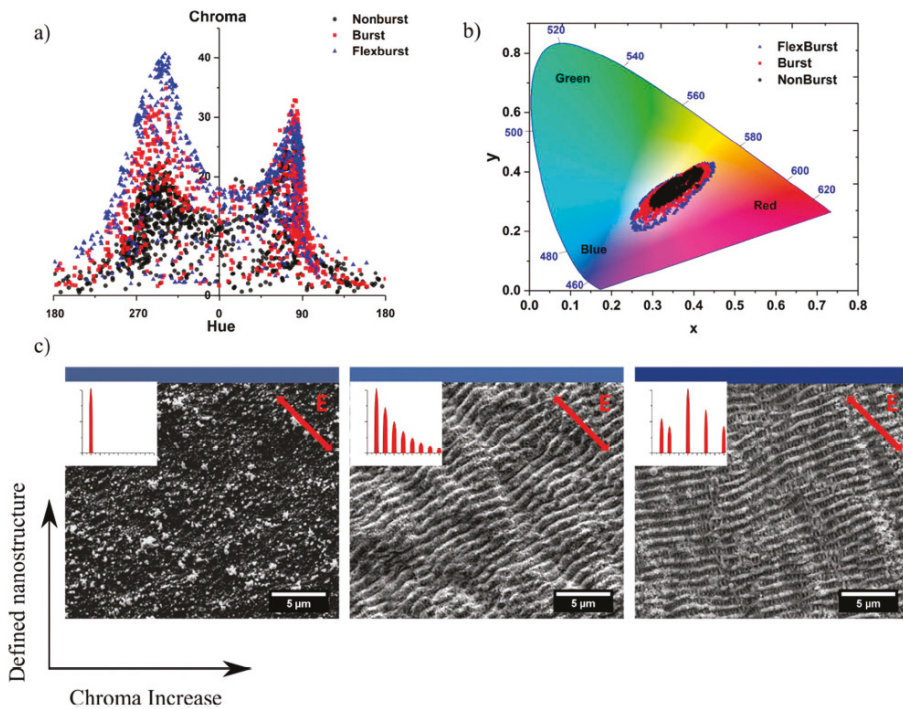 a)
Chroma
Nonburst
Burst
Flexburst
40
30
20
10
0
180 270 0 90 180
Hue
b)
0.8
0.6
0.4
0.2
0.0
y
0.0 0.1 0.2 0.3 0.4 0.5 0.6 0.7 0.8
x
520
540
560
580
600
620
500
480
460
Green
Red
Blue
FlexBurst
Burst
NonBurst
c)
E
5 µm
E
5 µm
E
5 µm
Defined nanostructure
Chroma Increase